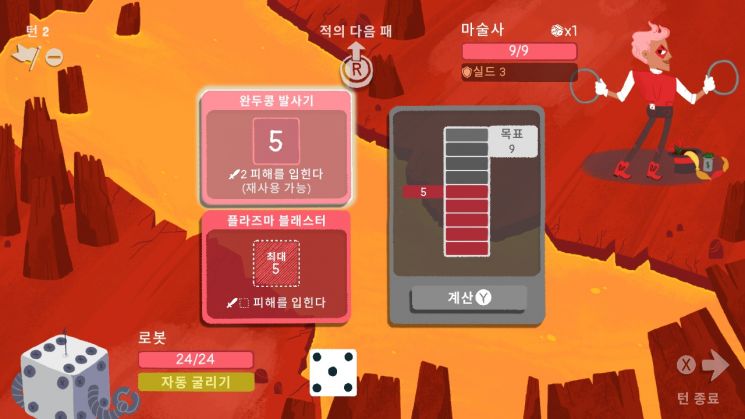 턴 2
적의 다음 패
R
마술사
x1
9/9
실드 3
완두콩 발사기
5
2 피해를 입힌다
(재사용 가능)
플라즈마 블래스터
최대
5
피해를 입힌다
목표
9
5
계산 Y
로봇
24/24
자동 굴리기
X
턴 종료